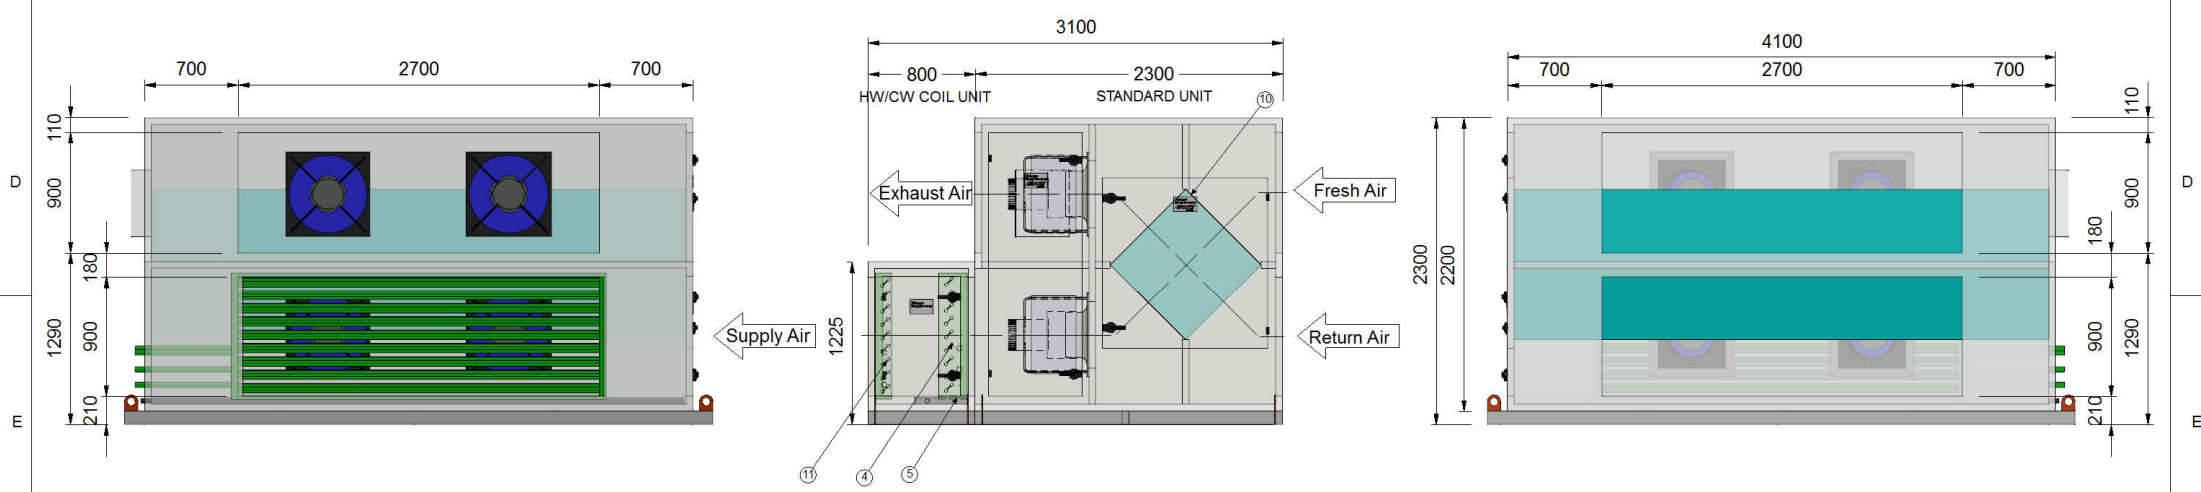 D
E
700
2700
700
110
900
180
900
1290
210
Supply Air
3100
800
2300
HW/CW COIL UNIT
STANDARD UNIT
10
Exhaust Air
Fresh Air
Return Air
1225
11
4
5
4100
700
2700
700
2300
2200
110
900
180
900
1290
210
D
E